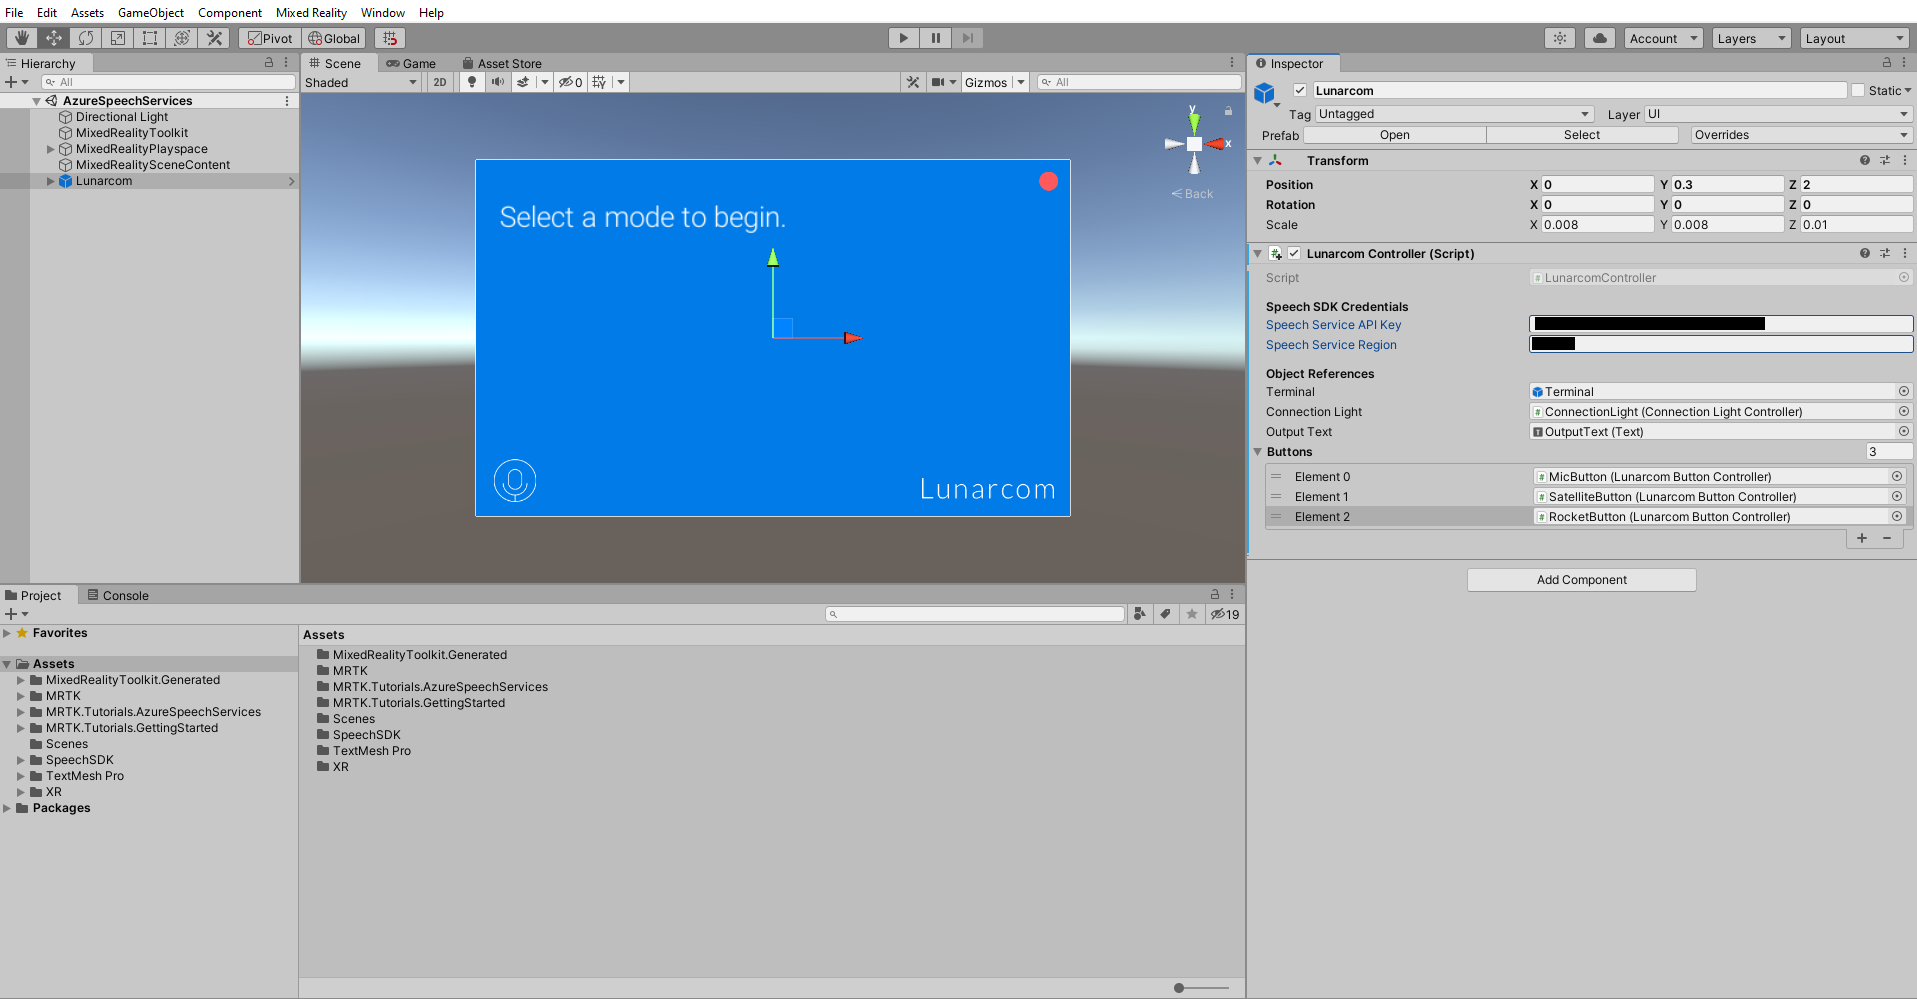 File Edit Assets GameObject Component Mixed Reality Window Help
Pivot Global Account Layers Layout
Hierarchy
All
AzureSpeechServices
Directional Light
MixedRealityToolkit
MixedRealityPlayspace
MixedRealitySceneContent
Lunarcom
Scene Game Asset Store
Shaded 2D 0 Gizmos All
y
x
Back
Select a mode to begin.
Lunarcom
Inspector
Lunarcom Static
Tag Untagged Layer UI
Prefab Open Select Overrides
Transform
Position X 0 Y 0.3 Z 2
Rotation X 0 Y 0 Z 0
Scale X 0.008 Y 0.008 Z 0.01
# Lunarcom Controller (Script)
Script # LunarcomController
Speech SDK Credentials
Speech Service API Key
Speech Service Region
Object References
Terminal Terminal
Connection Light # ConnectionLight (Connection Light Controller)
Output Text T OutputText (Text)
Buttons 3
Element 0 # MicButton (Lunarcom Button Controller)
Element 1 # SatelliteButton (Lunarcom Button Controller)
Element 2 # RocketButton (Lunarcom Button Controller)
Add Component
Project Console
19
Favorites
Assets
MixedRealityToolkit.Generated
MRTK
MRTK.Tutorials.AzureSpeechServices
MRTK.Tutorials.GettingStarted
Scenes
SpeechSDK
TextMesh Pro
XR
Packages
Assets
MixedRealityToolkit.Generated
MRTK
MRTK.Tutorials.AzureSpeechServices
MRTK.Tutorials.GettingStarted
Scenes
SpeechSDK
TextMesh Pro
XR